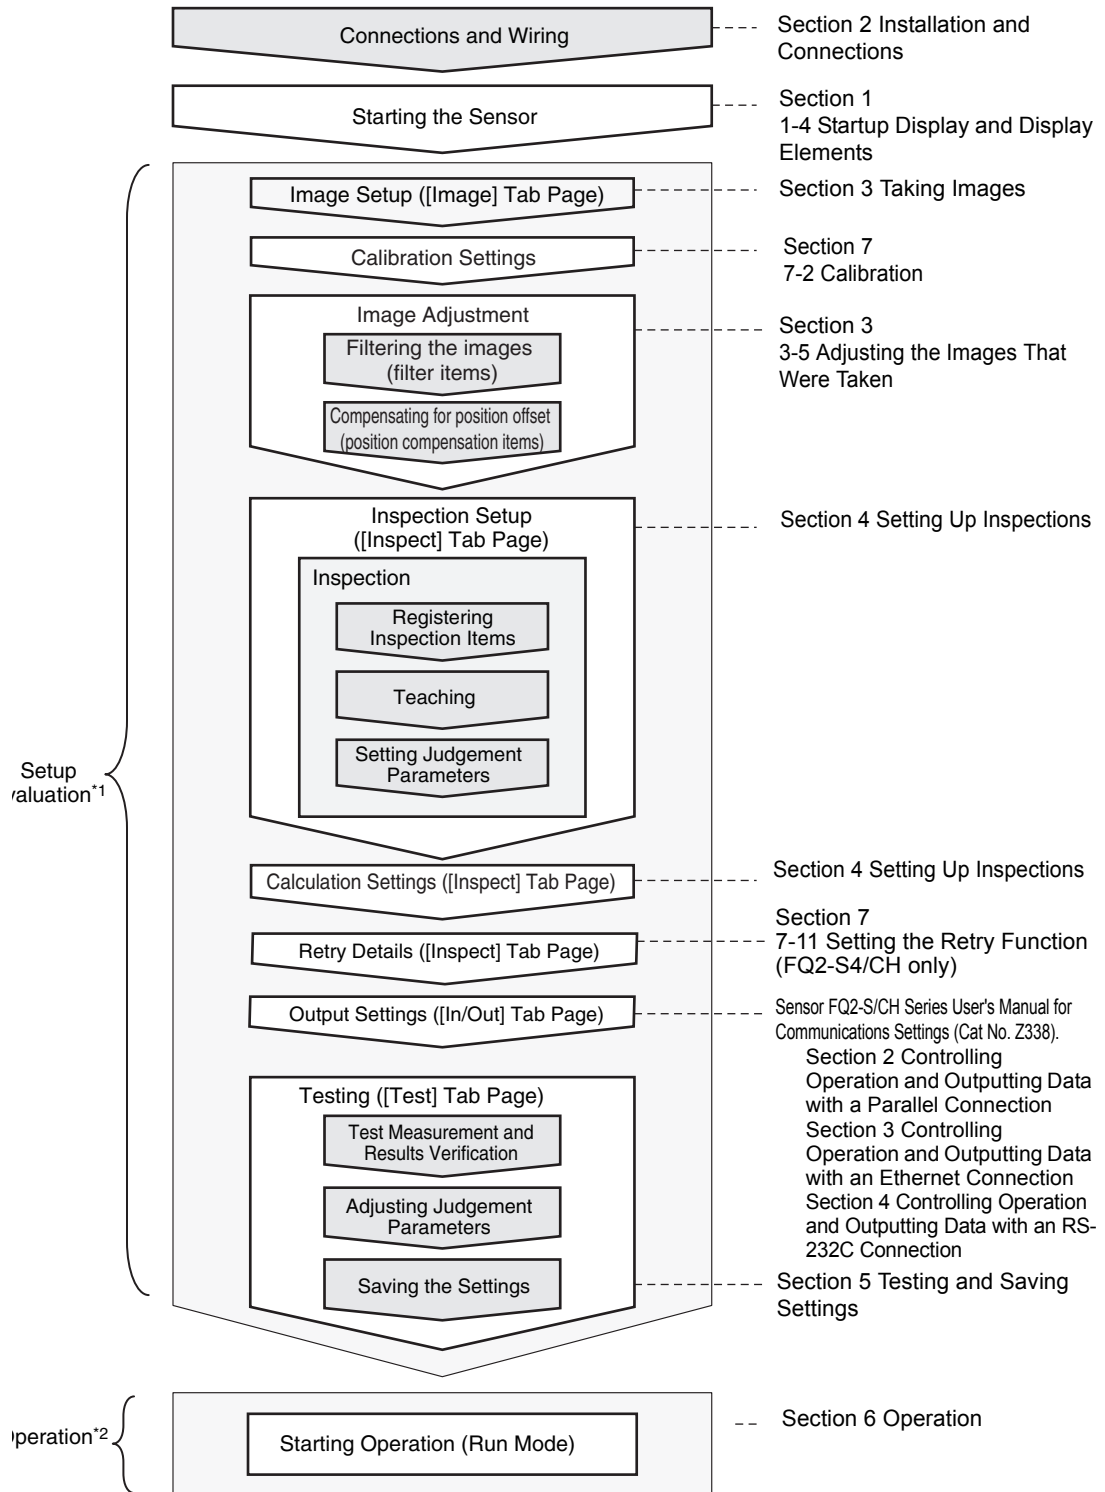 Connections and Wiring
Section 2 Installation and
Connections
Starting the Sensor
Section 1
1-4 Startup Display and Display
Elements
Image Setup ([Image] Tab Page)
Section 3 Taking Images
Calibration Settings
Section 7
7-2 Calibration
Image Adjustment
Filtering the images
(filter items)
Compensating for position offset
(position compensation items)
Section 3
3-5 Adjusting the Images That
Were Taken
Inspection Setup
([Inspect] Tab Page)
Section 4 Setting Up Inspections
Inspection
Registering
Inspection Items
Teaching
Setting Judgement
Parameters
Setup
valuation*1
Calculation Settings ([Inspect] Tab Page)
Section 4 Setting Up Inspections
Retry Details ([Inspect] Tab Page)
Section 7
7-11 Setting the Retry Function
(FQ2-S4/CH only)
Output Settings ([In/Out] Tab Page)
Sensor FQ2-S/CH Series User's Manual for
Communications Settings (Cat No. Z338).
Section 2 Controlling
Operation and Outputting Data
with a Parallel Connection
Section 3 Controlling
Operation and Outputting Data
with an Ethernet Connection
Section 4 Controlling Operation
and Outputting Data with an RS-
232C Connection
Testing ([Test] Tab Page)
Test Measurement and
Results Verification
Adjusting Judgement
Parameters
Saving the Settings
Section 5 Testing and Saving
Settings
peration*2
Starting Operation (Run Mode)
Section 6 Operation